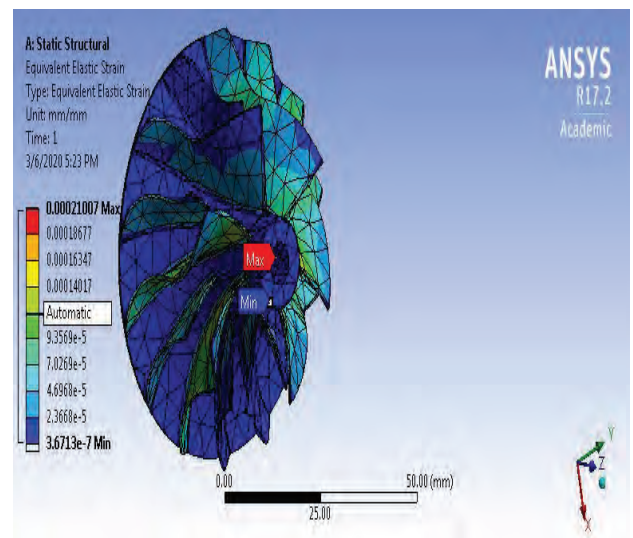 A: Static Structural
Equivalent Elastic Strain
Type: Equivalent Elastic Strain
Unit: mm/mm
Time: 1
3/6/2020 5:23 PM
0.00021007 Max
0.00018677
0.00016347
0.00014017
Automatic
9.3569e-5
7.0269e-5
4.6968e-5
2.3668e-5
3.6713e-7 Min
ANSYS
R17.2
Academic
Max
Min
0.00
50.00 (mm)
25.00
Y
Z
X